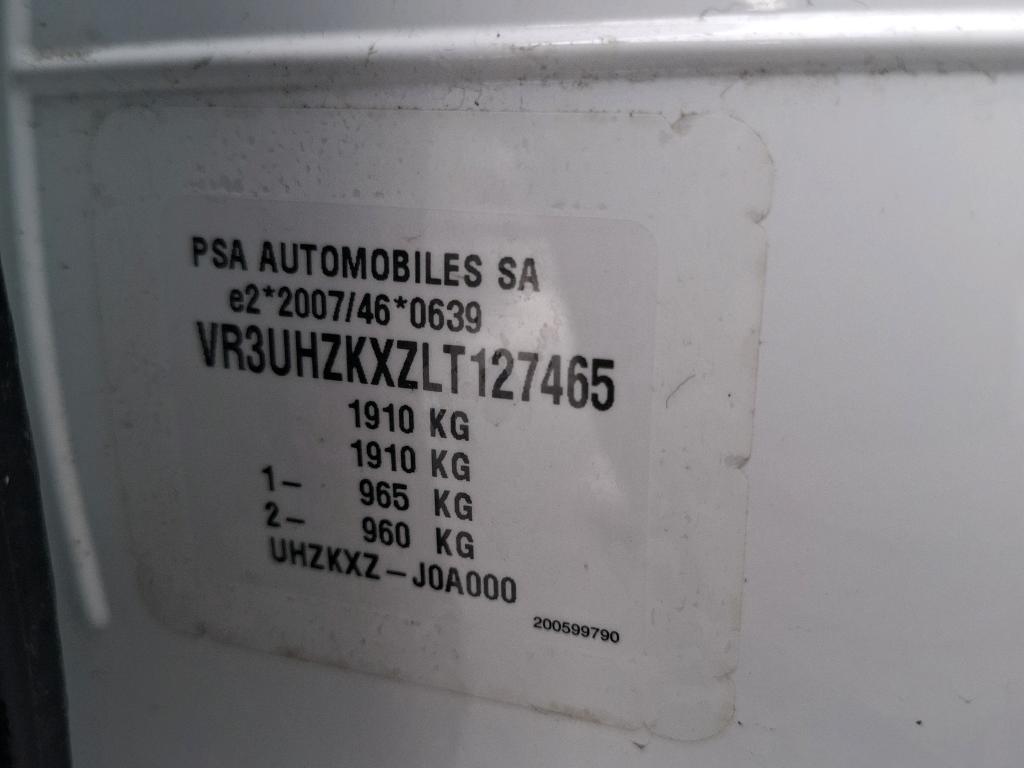 PSA AUTOMOBILES SA
e2*2007/46*0639
VR3UHZKXZLT127465
1910 KG
1910 KG
1- 965 KG
2- 960 KG
UHZKXZ-J0A000
200599790